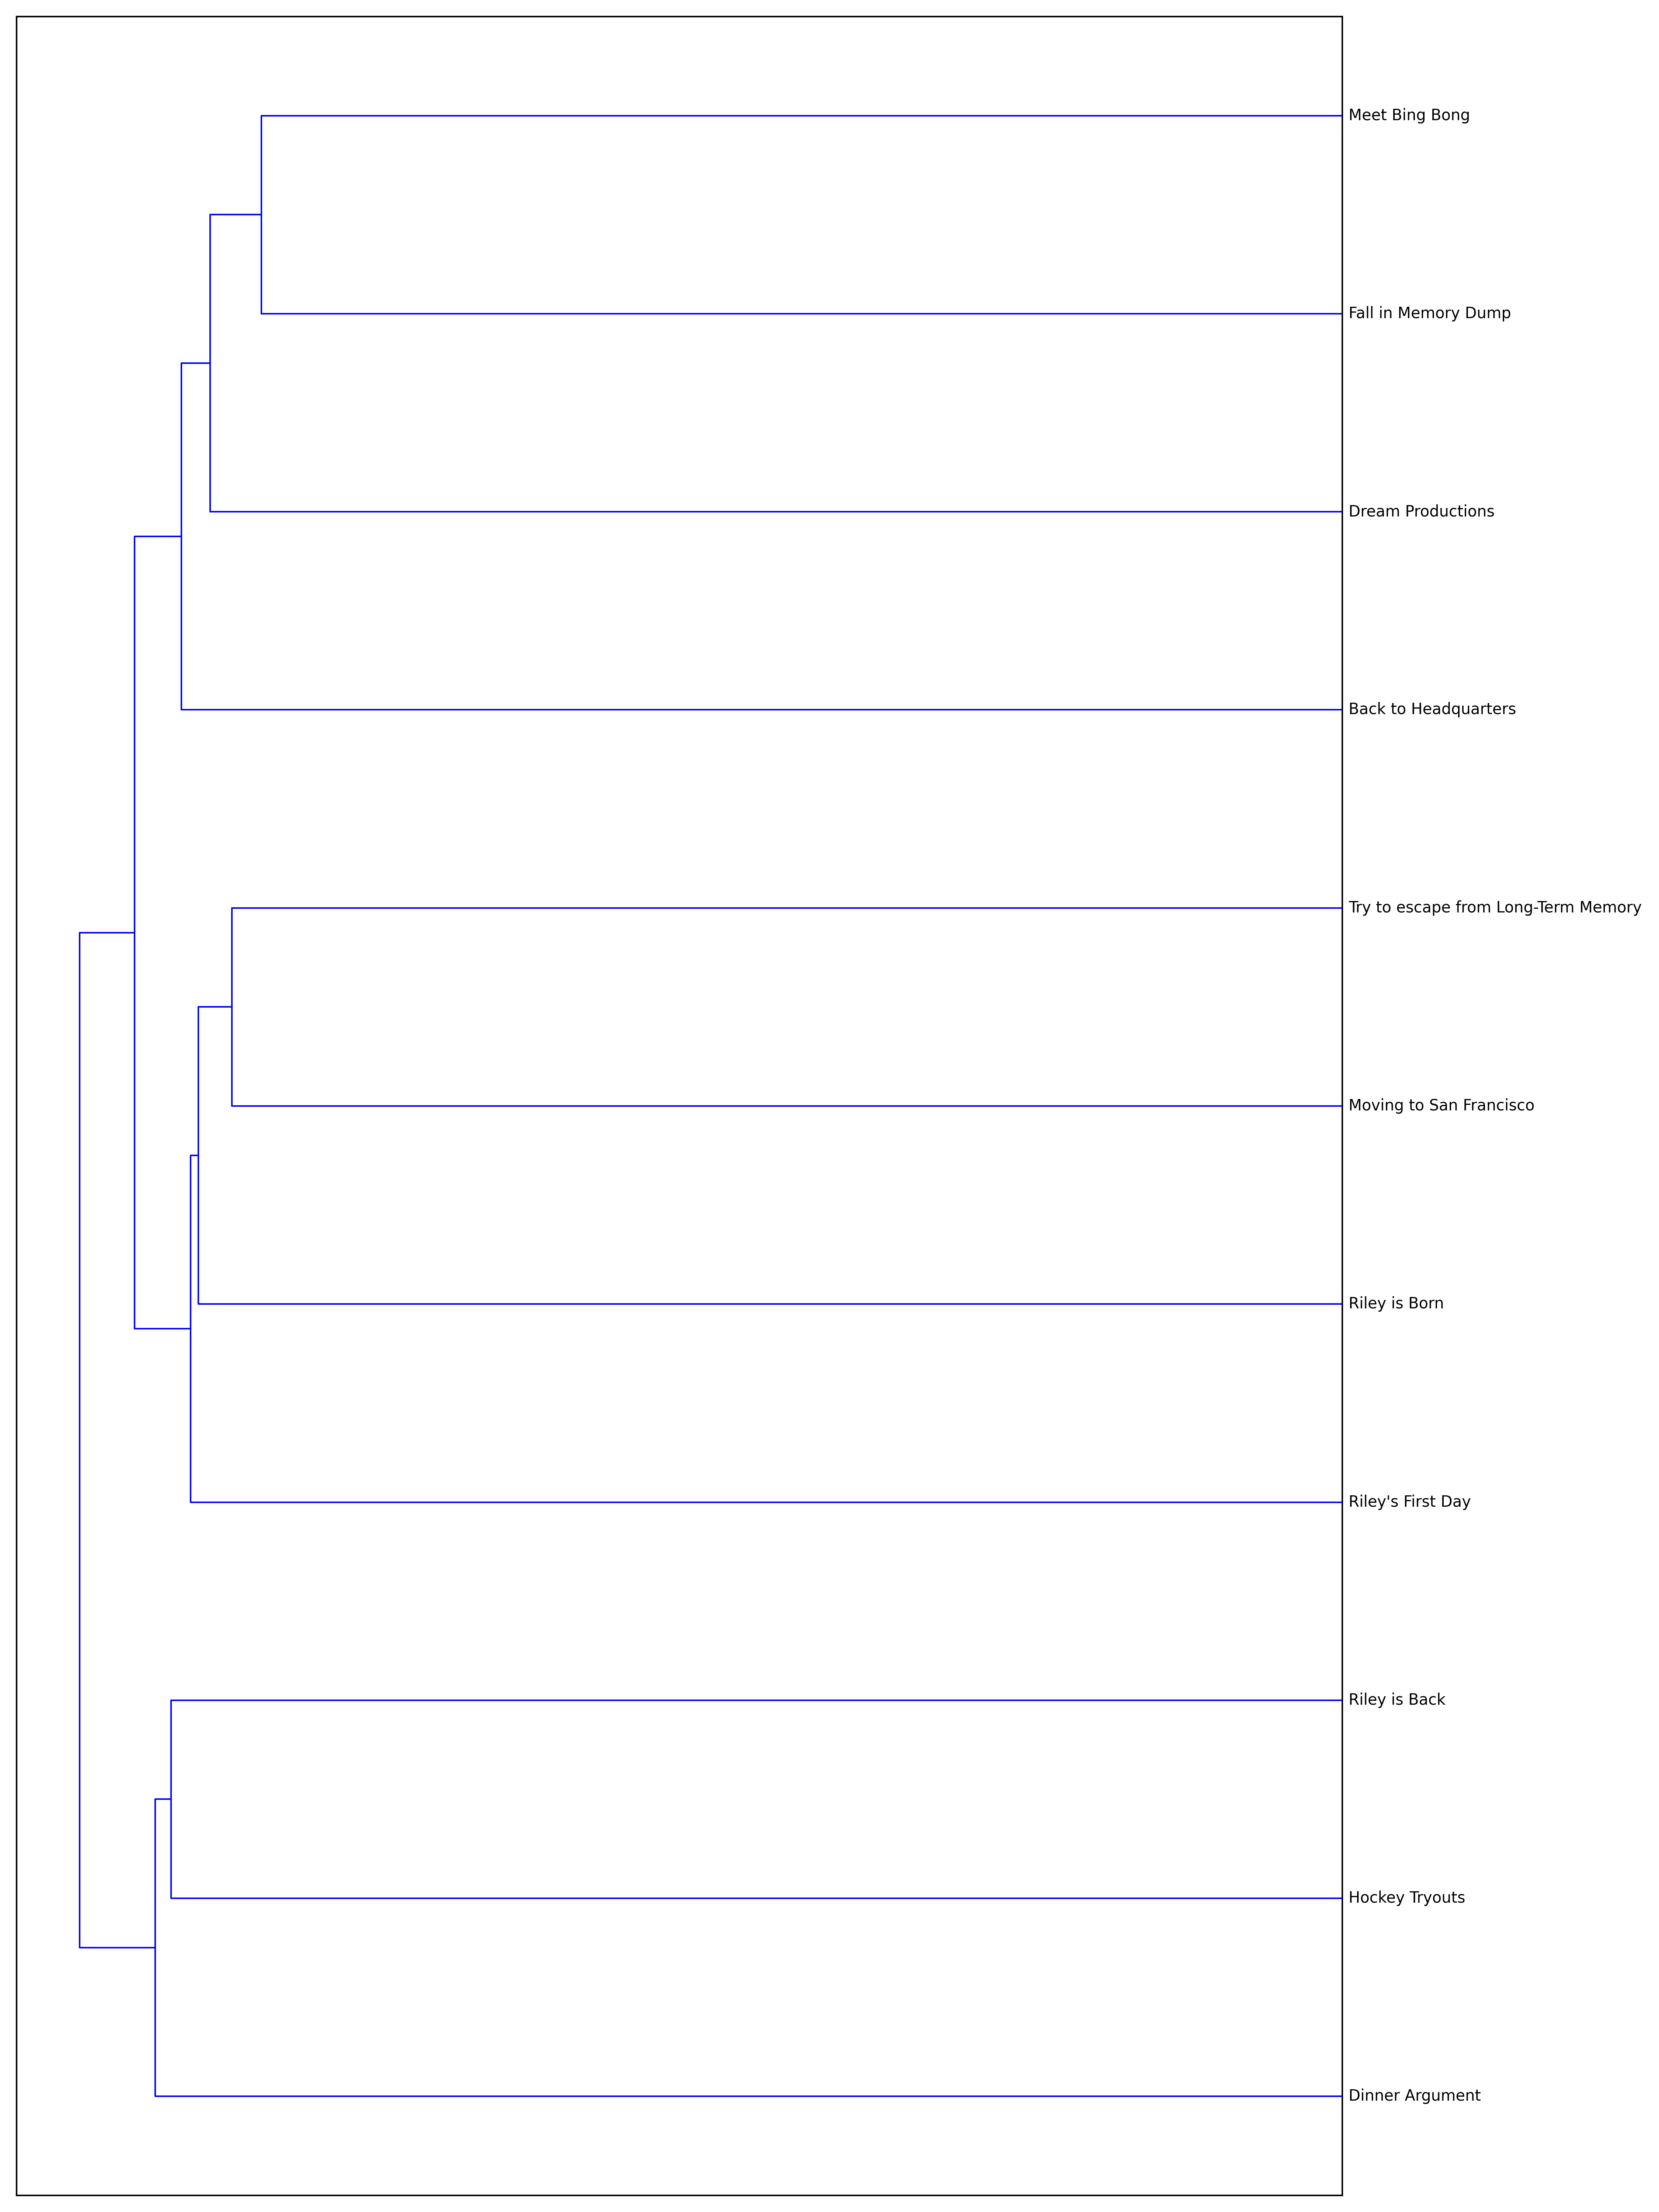 Meet Bing Bong
Fall in Memory Dump
Dream Productions
Back to Headquarters
Try to escape from Long-Term Memory
Moving to San Francisco
Riley is Born
Riley's First Day
Riley is Back
Hockey Tryouts
Dinner Argument